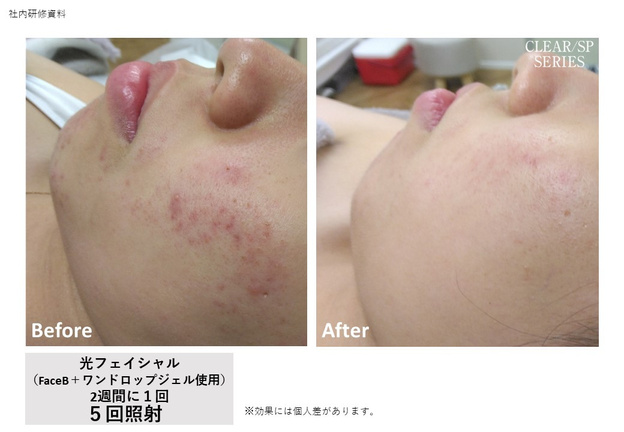 社内研修資料
CLEAR/SP
SERIES
Before
After
光フェイシャル
（FaceB＋ワンドロップジェル使用）
2週間に１回
５回照射
※効果には個人差があります。